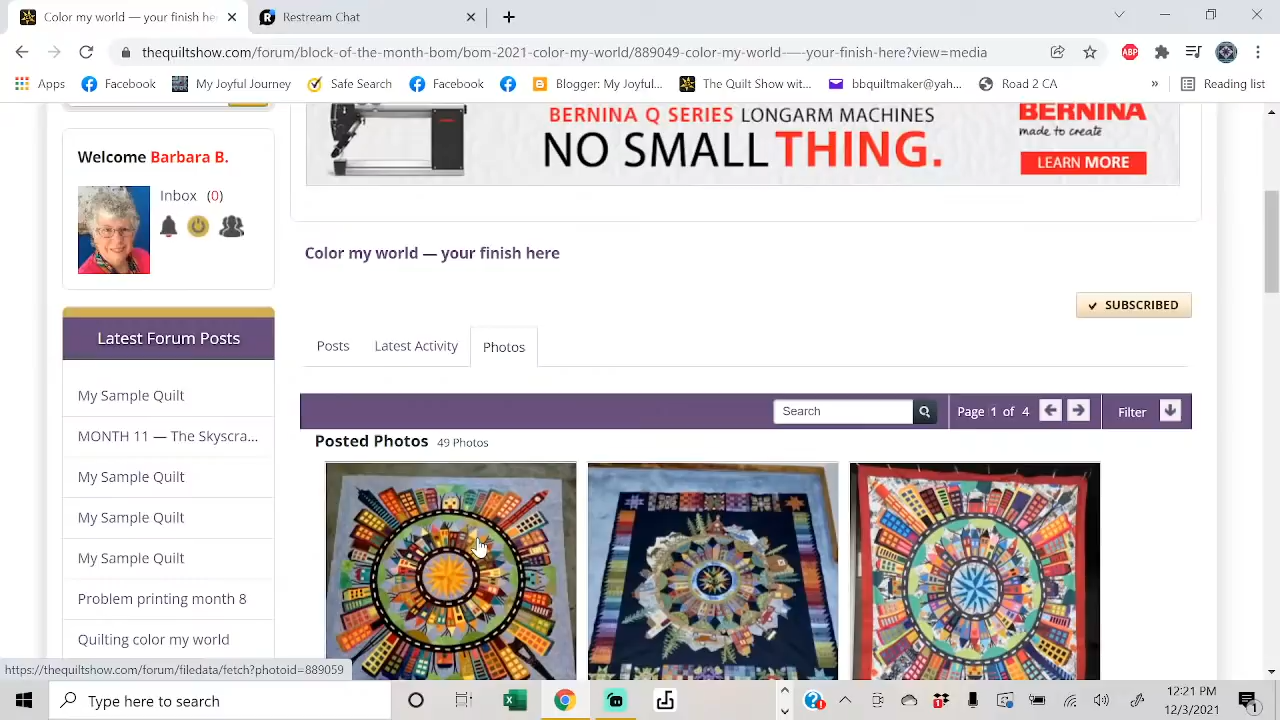 Color my world — your finish he
Restream Chat
thequiltshow.com/forum/block-of-the-month-bom/bom-2021-color-my-world/889049-color-my-world-—-your-finish-here?view=media
ABP
Apps
Facebook
My Joyful Journey
Safe Search
Facebook
Blogger: My Joyful...
The Quilt Show wit...
bbquiltmaker@yah...
Road 2 CA
»
Reading list
BERNINA Q SERIES LONGARM MACHINES
NO SMALL THING.
BERNINA
made to create
LEARN MORE
Welcome Barbara B.
Inbox (0)
Color my world — your finish here
SUBSCRIBED
Latest Forum Posts
My Sample Quilt
MONTH 11 — The Skyscra...
My Sample Quilt
My Sample Quilt
My Sample Quilt
Problem printing month 8
Quilting color my world
Posts
Latest Activity
Photos
Search
Page 1 of 4
Filter
Posted Photos 49 Photos
https://thequiltshow.com/forum/filedata/fetch?photoid=889059
Type here to search
12:21 PM
12/3/2021
1